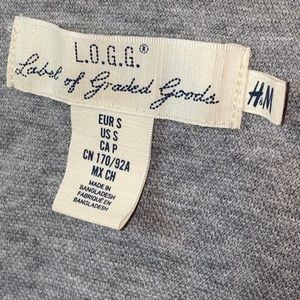 L.O.G.G.®
Label of Graded Goods
H&M
EUR S
US S
CA P
CN 170/92A
MX CH
MADE IN
BANGLADESH
FABRIQUÉ EN
BANGLADESH